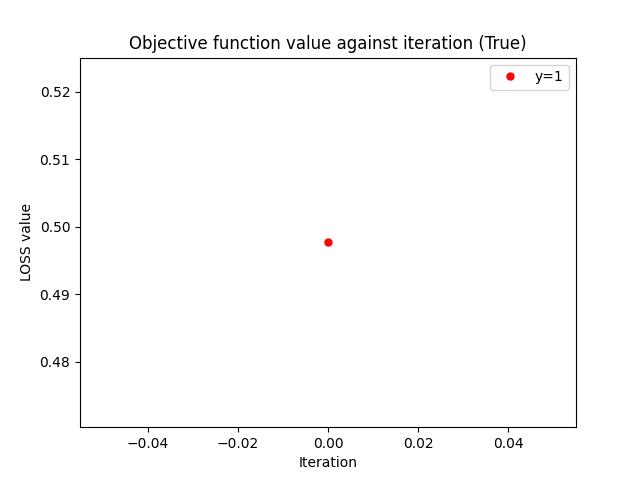 Objective function value against iteration (True)
y=1
0.52
0.51
0.50
0.49
0.48
LOSS value
−0.04
−0.02
0.00
0.02
0.04
Iteration